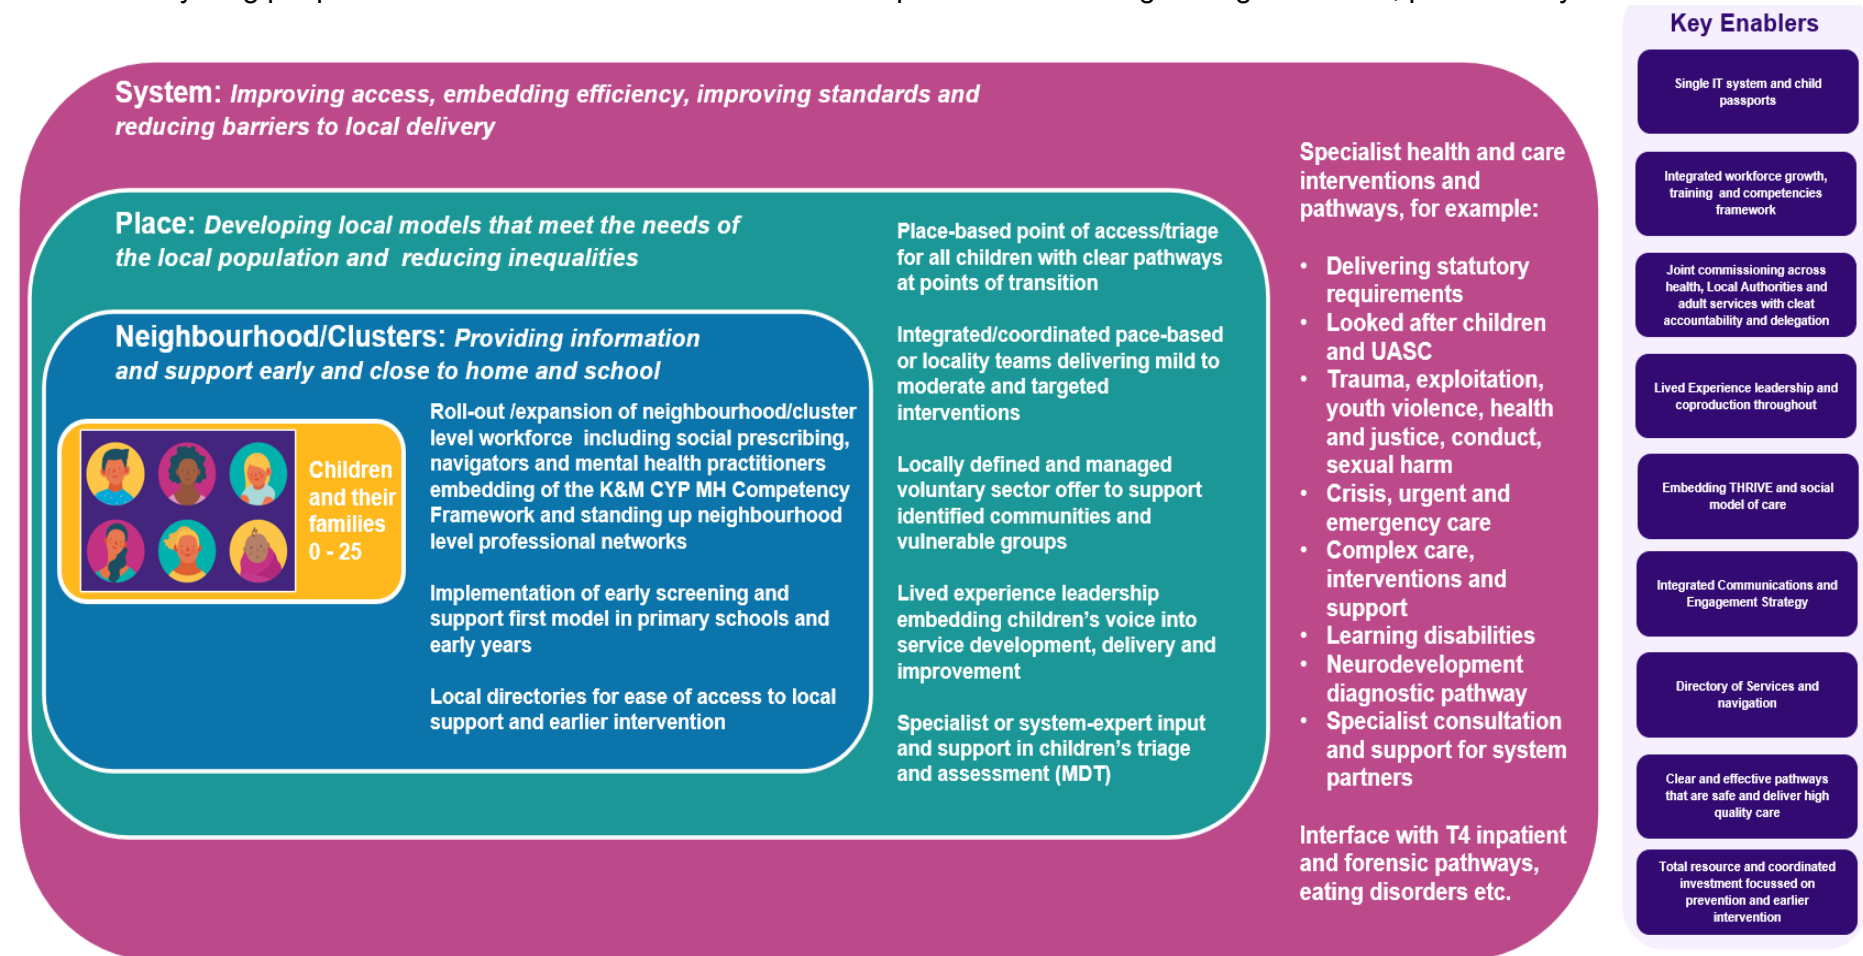 Key Enablers
System: Improving access, embedding efficiency, improving standards and
reducing barriers to local delivery
Place: Developing local models that meet the needs of
the local population and reducing inequalities
Neighbourhood/Clusters: Providing information
and support early and close to home and school
Children
and their
families
0 - 25
Roll-out /expansion of neighbourhood/cluster
level workforce including social prescribing,
navigators and mental health practitioners
embedding of the K&M CYP MH Competency
Framework and standing up neighbourhood
level professional networks
Implementation of early screening and
support first model in primary schools and
early years
Local directories for ease of access to local
support and earlier intervention
Place-based point of access/triage
for all children with clear pathways
at points of transition
Integrated/coordinated pace-based
or locality teams delivering mild to
moderate and targeted
interventions
Locally defined and managed
voluntary sector offer to support
identified communities and
vulnerable groups
Lived experience leadership
embedding children’s voice into
service development, delivery and
improvement
Specialist or system-expert input
and support in children’s triage
and assessment (MDT)
Specialist health and care
interventions and
pathways, for example:
• Delivering statutory
requirements
• Looked after children
and UASC
• Trauma, exploitation,
youth violence, health
and justice, conduct,
sexual harm
• Crisis, urgent and
emergency care
• Complex care,
interventions and
support
• Learning disabilities
• Neurodevelopment
diagnostic pathway
• Specialist consultation
and support for system
partners
Interface with T4 inpatient
and forensic pathways,
eating disorders etc.
Single IT system and child
passports
Integrated workforce growth,
training and competencies
framework
Joint commissioning across
health, Local Authorities and
adult services with cleat
accountability and delegation
Lived Experience leadership and
coproduction throughout
Embedding THRIVE and social
model of care
Integrated Communications and
Engagement Strategy
Directory of Services and
navigation
Clear and effective pathways
that are safe and deliver high
quality care
Total resource and coordinated
investment focussed on
prevention and earlier
intervention